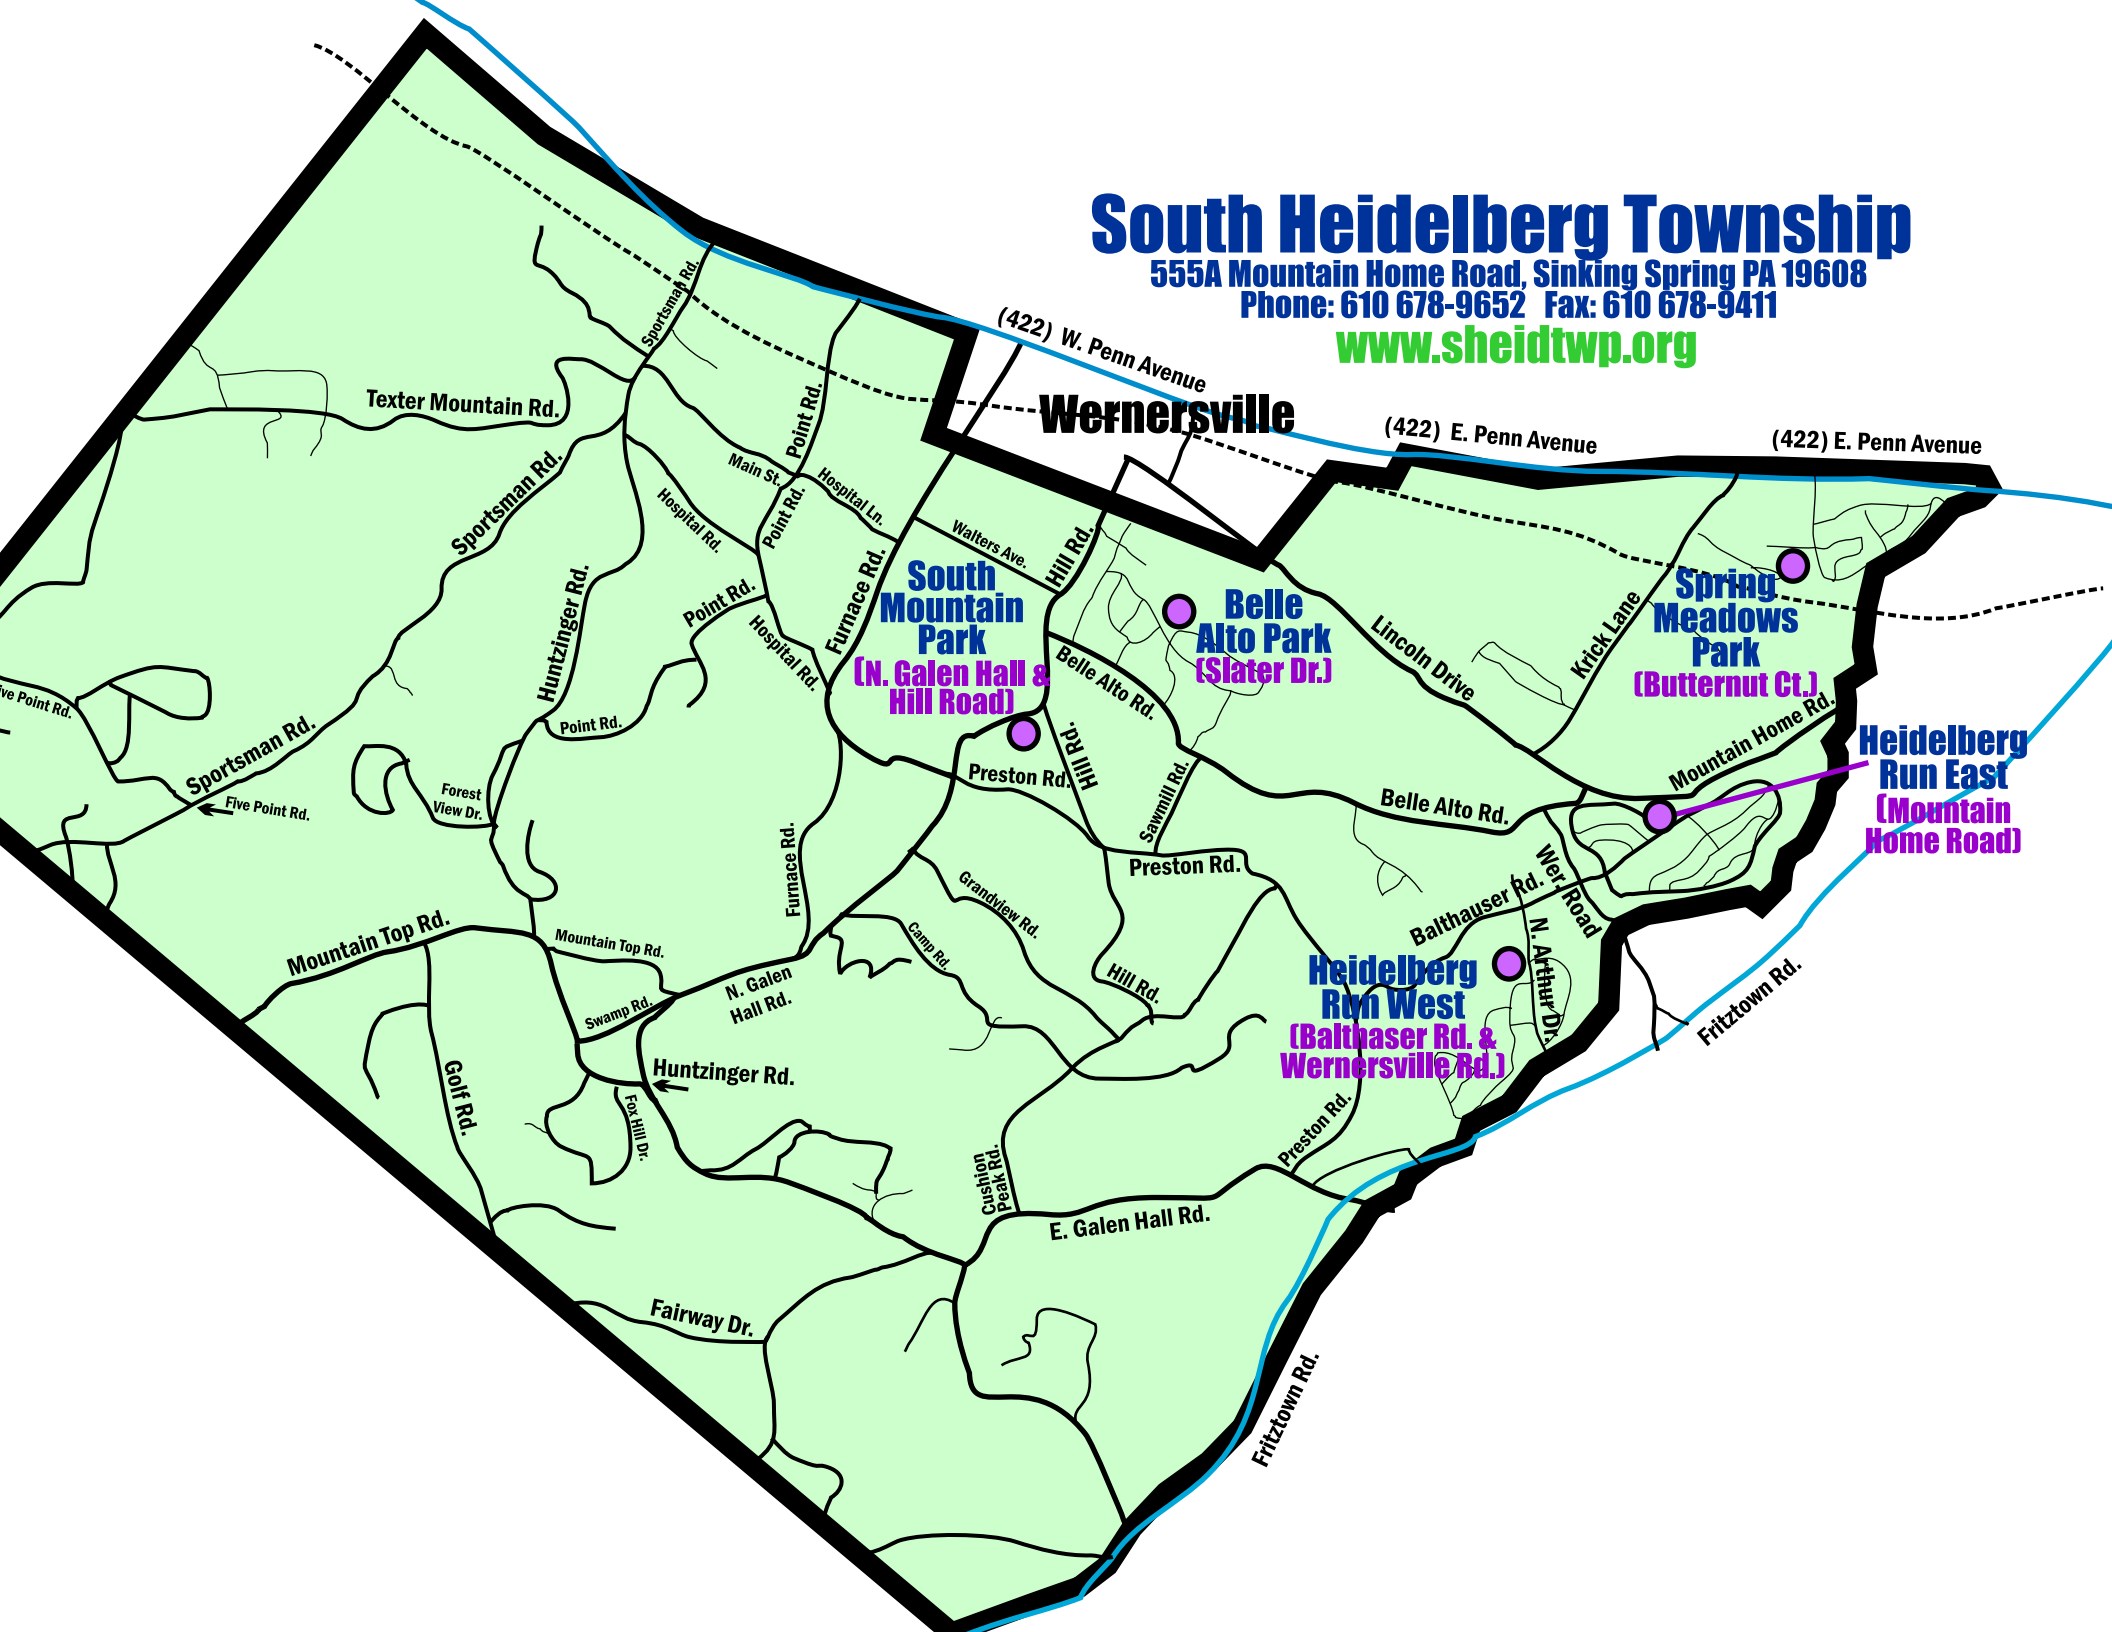 South Heidelberg Township
555A Mountain Home Road, Sinking Spring PA 19608
Phone: 610 678-9652 Fax: 610 678-9411
www.sheidtwp.org
(422) W. Penn Avenue
Wernersville
(422) E. Penn Avenue
(422) E. Penn Avenue
Sportsman Rd.
Texter Mountain Rd.
Point Rd.
Main St.
Hospital Ln.
Sportsman Rd.
Hospital Rd.
Point Rd.
Walters Ave.
Hill Rd.
Furnace Rd.
South
Mountain
Park
(N. Galen Hall &
Hill Road)
Belle
Alto Park
(Slater Dr.)
Spring
Meadows
Park
(Butternut Ct.)
Krick Lane
Lincoln Drive
Huntzinger Rd.
Point Rd.
Hospital Rd.
Belle Alto Rd.
Mountain Home Rd.
Heidelberg
Run East
(Mountain
Home Road)
ive Point Rd.
Sportsman Rd.
Point Rd.
Hill Rd.
Preston Rd.
Forest
View Dr.
Five Point Rd.
Sawmill Rd.
Belle Alto Rd.
Furnace Rd.
Preston Rd.
Wer. Road
Balthauser Rd.
Grandview Rd.
Camp Rd.
Mountain Top Rd.
Mountain Top Rd.
N. Arthur Dr.
Heidelberg
Run West
(Balthaser Rd. &
Wernersville Rd.)
Hill Rd.
N. Galen
Hall Rd.
Swamp Rd.
Fritztown Rd.
Golf Rd.
Huntzinger Rd.
Fox Hill Dr.
Preston Rd.
Cushion
Peak Rd.
E. Galen Hall Rd.
Fairway Dr.
Fritztown Rd.